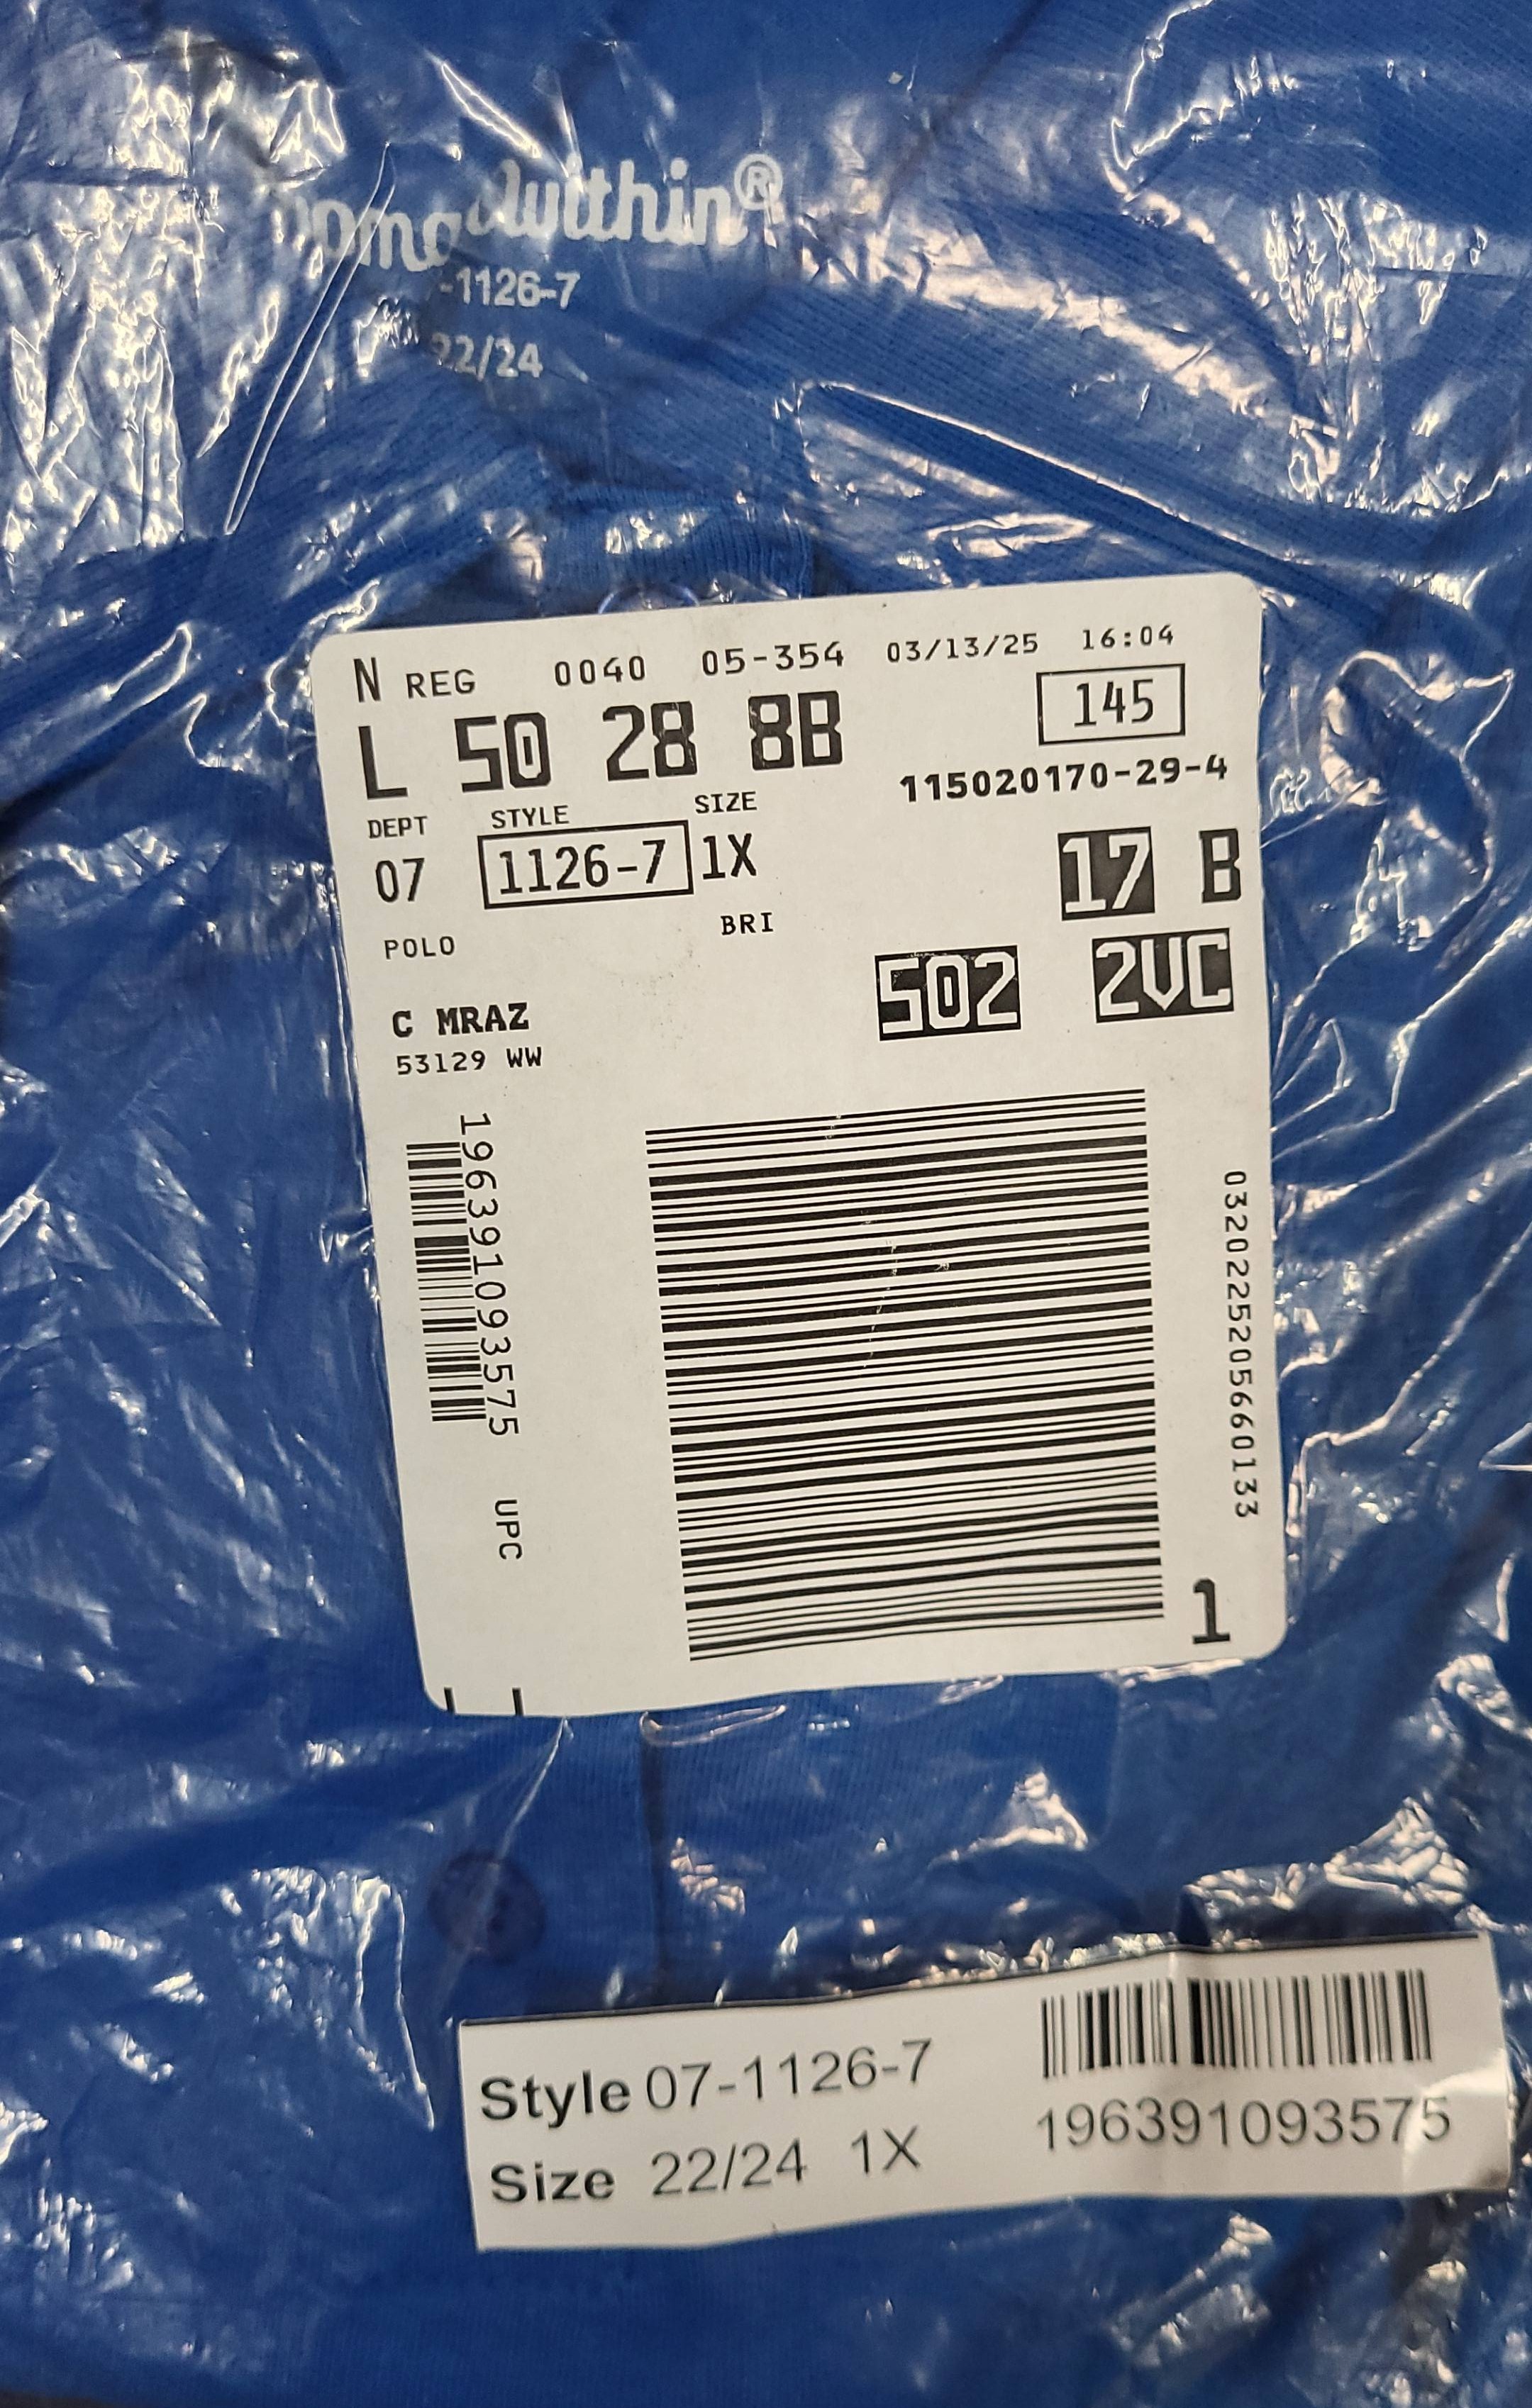 omanwithin®
-1126-7
22/24
N REG 0040 05-354 03/13/25 16:04
L 50 28 8B 145
115020170-29-4
DEPT STYLE SIZE
07 1126-7 1X
17 B
POLO BRI
502 2VC
C MRAZ
53129 WW
196391093575 UPC
03202252056660133
1
Style 07-1126-7
Size 22/24 1X
196391093575